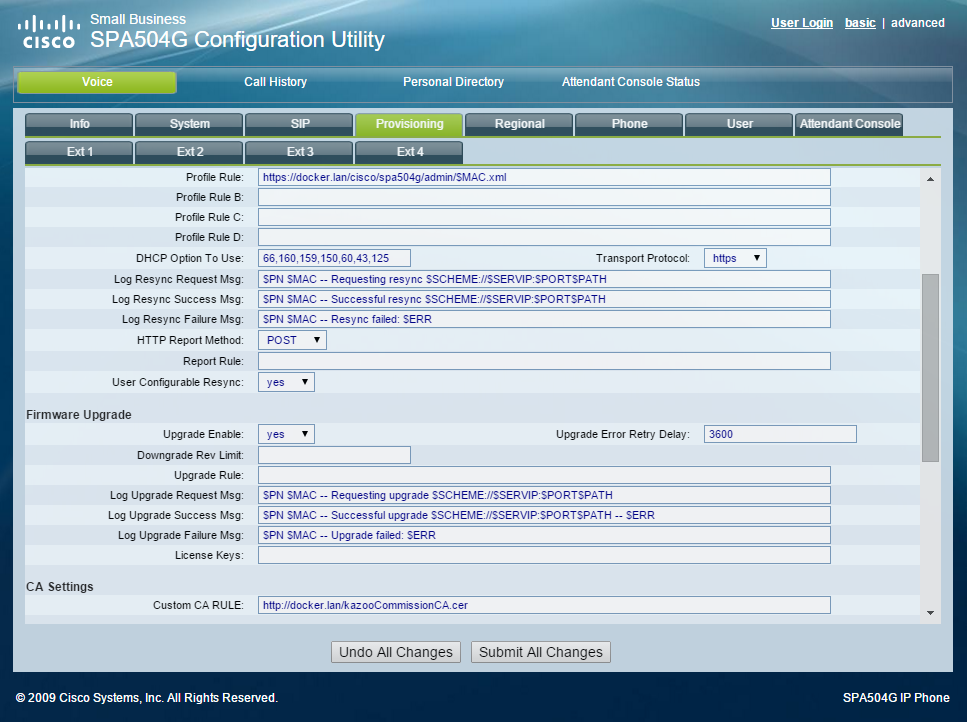 Small Business
CISCO SPA504G Configuration Utility
User Login basic | advanced
Voice Call History Personal Directory Attendant Console Status
Info System SIP Provisioning Regional Phone User Attendant Console
Ext 1 Ext 2 Ext 3 Ext 4
Profile Rule: https://docker.lan/cisco/spa504g/admin/$MAC.xml
Profile Rule B:
Profile Rule C:
Profile Rule D:
DHCP Option To Use: 66,160,159,150,60,43,125 Transport Protocol: https
Log Resync Request Msg: $PN $MAC -- Requesting resync $SCHEME://$SERVIP:$PORT$PATH
Log Resync Success Msg: $PN $MAC -- Successful resync $SCHEME://$SERVIP:$PORT$PATH
Log Resync Failure Msg: $PN $MAC -- Resync failed: $ERR
HTTP Report Method: POST
Report Rule:
User Configurable Resync: yes
Firmware Upgrade
Upgrade Enable: yes Upgrade Error Retry Delay: 3600
Downgrade Rev Limit:
Upgrade Rule:
Log Upgrade Request Msg: $PN $MAC -- Requesting upgrade $SCHEME://$SERVIP:$PORT$PATH
Log Upgrade Success Msg: $PN $MAC -- Successful upgrade $SCHEME://$SERVIP:$PORT$PATH -- $ERR
Log Upgrade Failure Msg: $PN $MAC -- Upgrade failed: $ERR
License Keys:
CA Settings
Custom CA RULE: http://docker.lan/kazooCommissionCA.cer
Undo All Changes Submit All Changes
© 2009 Cisco Systems, Inc. All Rights Reserved. SPA504G IP Phone